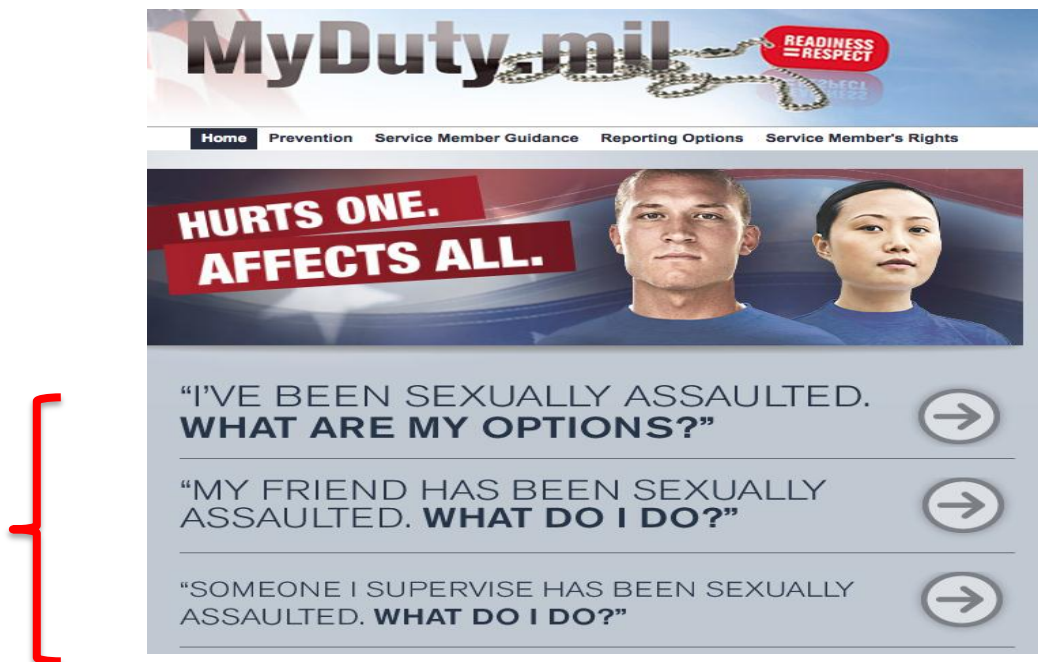 MyDuty.mil
READINESS
=RESPECT
Home Prevention Service Member Guidance Reporting Options Service Member's Rights
HURTS ONE.
AFFECTS ALL.
“I’VE BEEN SEXUALLY ASSAULTED.
WHAT ARE MY OPTIONS?”
“MY FRIEND HAS BEEN SEXUALLY
ASSAULTED. WHAT DO I DO?”
“SOMEONE I SUPERVISE HAS BEEN SEXUALLY
ASSAULTED. WHAT DO I DO?”